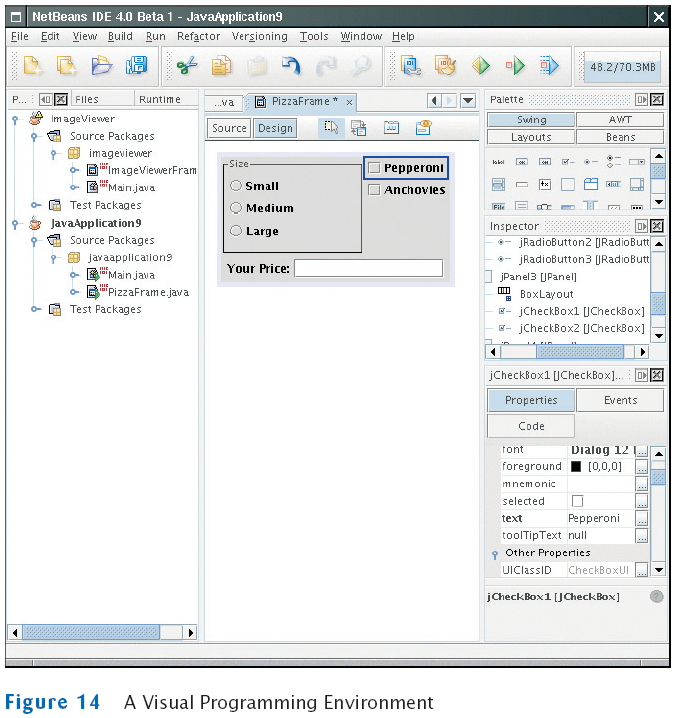 NetBeans IDE 4.0 Beta 1 - JavaApplication9
File Edit View Build Run Refactor Versioning Tools Window Help
48.2/70.3MB
P... Files Runtime
ImageViewer
Source Packages
imageviewer
ImageViewerFram
Main.java
Test Packages
JavaApplication9
Source Packages
javaapplication9
Main.java
PizzaFrame.java
Test Packages
...va PizzaFrame *
Source Design
Size
Small
Medium
Large
Pepperoni
Anchovies
Your Price:
Palette
Swing AWT
Layouts Beans
Inspector
jRadioButton2 [JRadioButt
jRadioButton3 [JRadioButt
jPanel3 [JPanel]
BoxLayout
jCheckBox1 [JCheckBox]
jCheckBox2 [JCheckBox]
jCheckBox1 [JCheckBox]...
Properties Events
Code
font Dialog 12
foreground [0,0,0]
mnemonic
selected
text Pepperoni
toolTipText null
Other Properties
UIClassID CheckBoxUI
jCheckBox1 [JCheckBox]
Figure 14 A Visual Programming Environment